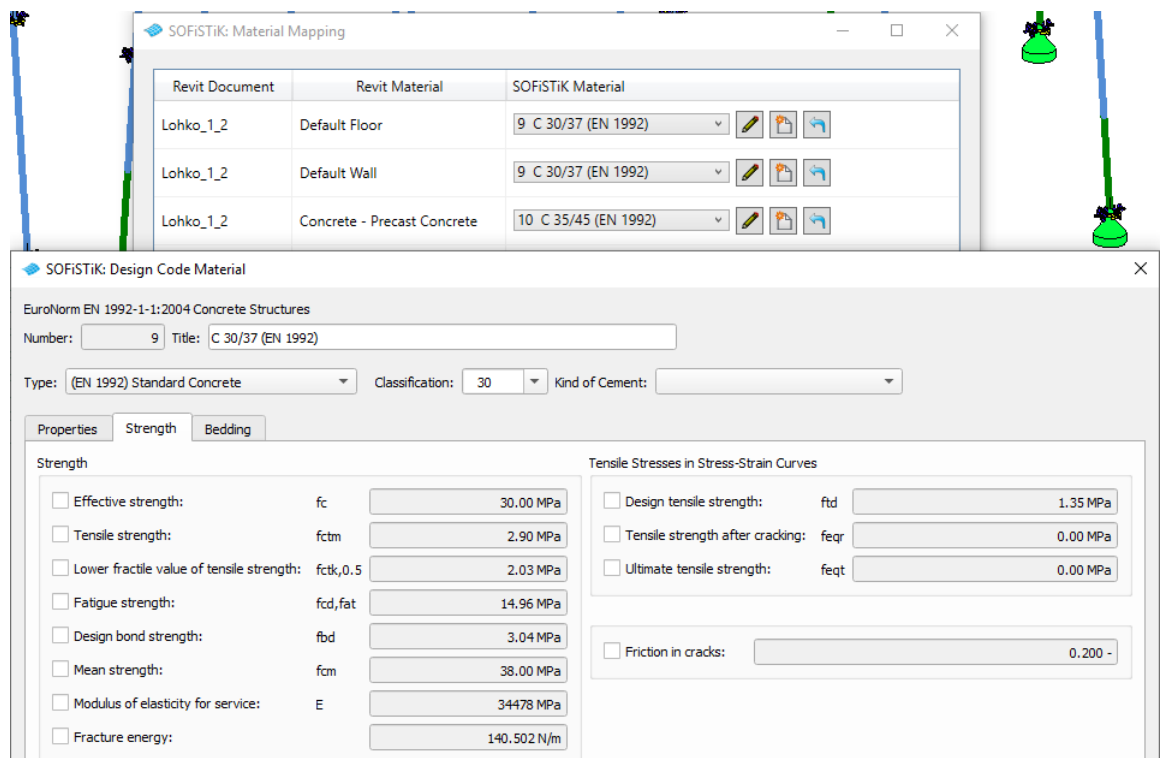 SOFiSTiK: Material Mapping
Revit Document Revit Material SOFiSTiK Material
Lohko_1_2 Default Floor 9 C 30/37 (EN 1992)
Lohko_1_2 Default Wall 9 C 30/37 (EN 1992)
Lohko_1_2 Concrete - Precast Concrete 10 C 35/45 (EN 1992)
SOFiSTiK: Design Code Material
EuroNorm EN 1992-1-1:2004 Concrete Structures
Number: 9 Title: C 30/37 (EN 1992)
Type: (EN 1992) Standard Concrete Classification: 30 Kind of Cement:
Properties Strength Bedding
Strength Tensile Stresses in Stress-Strain Curves
Effective strength: fc 30.00 MPa Design tensile strength: ftd 1.35 MPa
Tensile strength: fctm 2.90 MPa Tensile strength after cracking: feqr 0.00 MPa
Lower fractile value of tensile strength: fctk,0.5 2.03 MPa Ultimate tensile strength: feqt 0.00 MPa
Fatigue strength: fcd,fat 14.96 MPa
Design bond strength: fbd 3.04 MPa Friction in cracks: 0.200 -
Mean strength: fcm 38.00 MPa
Modulus of elasticity for service: E 34478 MPa
Fracture energy: 140.502 N/m